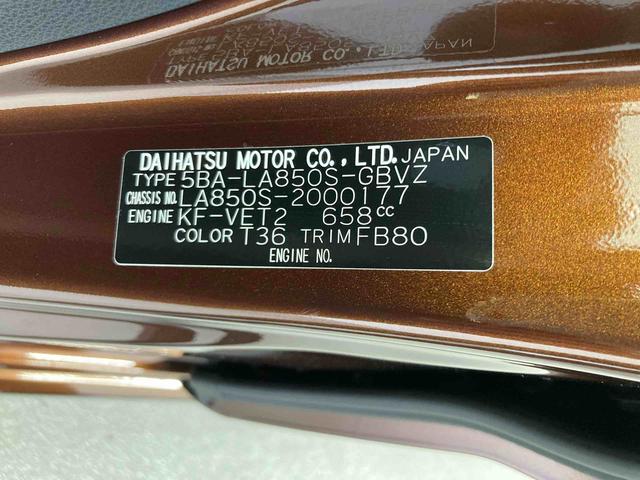 DAIHATSU MOTOR CO., LTD. JAPAN
TYPE 5BA-LA850S-GBVZ
CHASSIS NO. LA850S-2000177
ENGINE KF-VET2 658cc
COLOR T36 TRIM FB80
ENGINE NO.